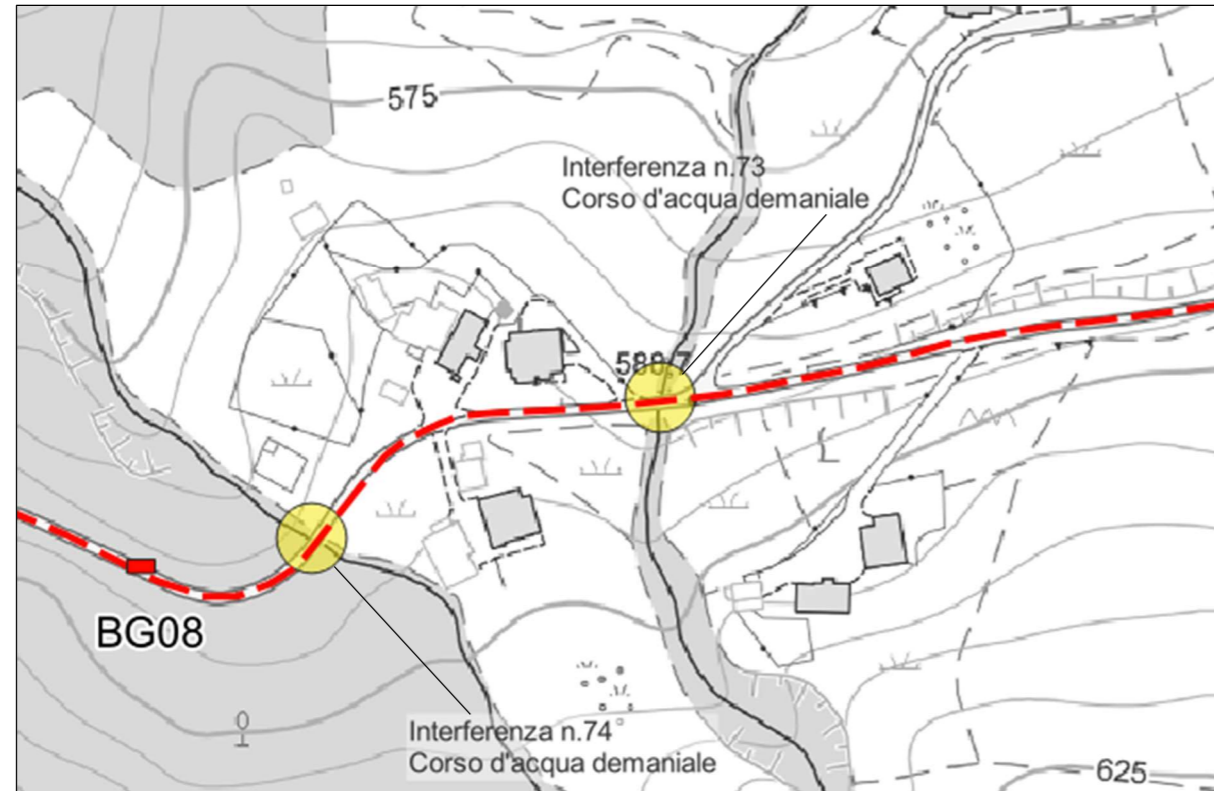 575
Interferenza n.73
Corso d'acqua demaniale
BG08
Interferenza n.74
Corso d'acqua demaniale
625